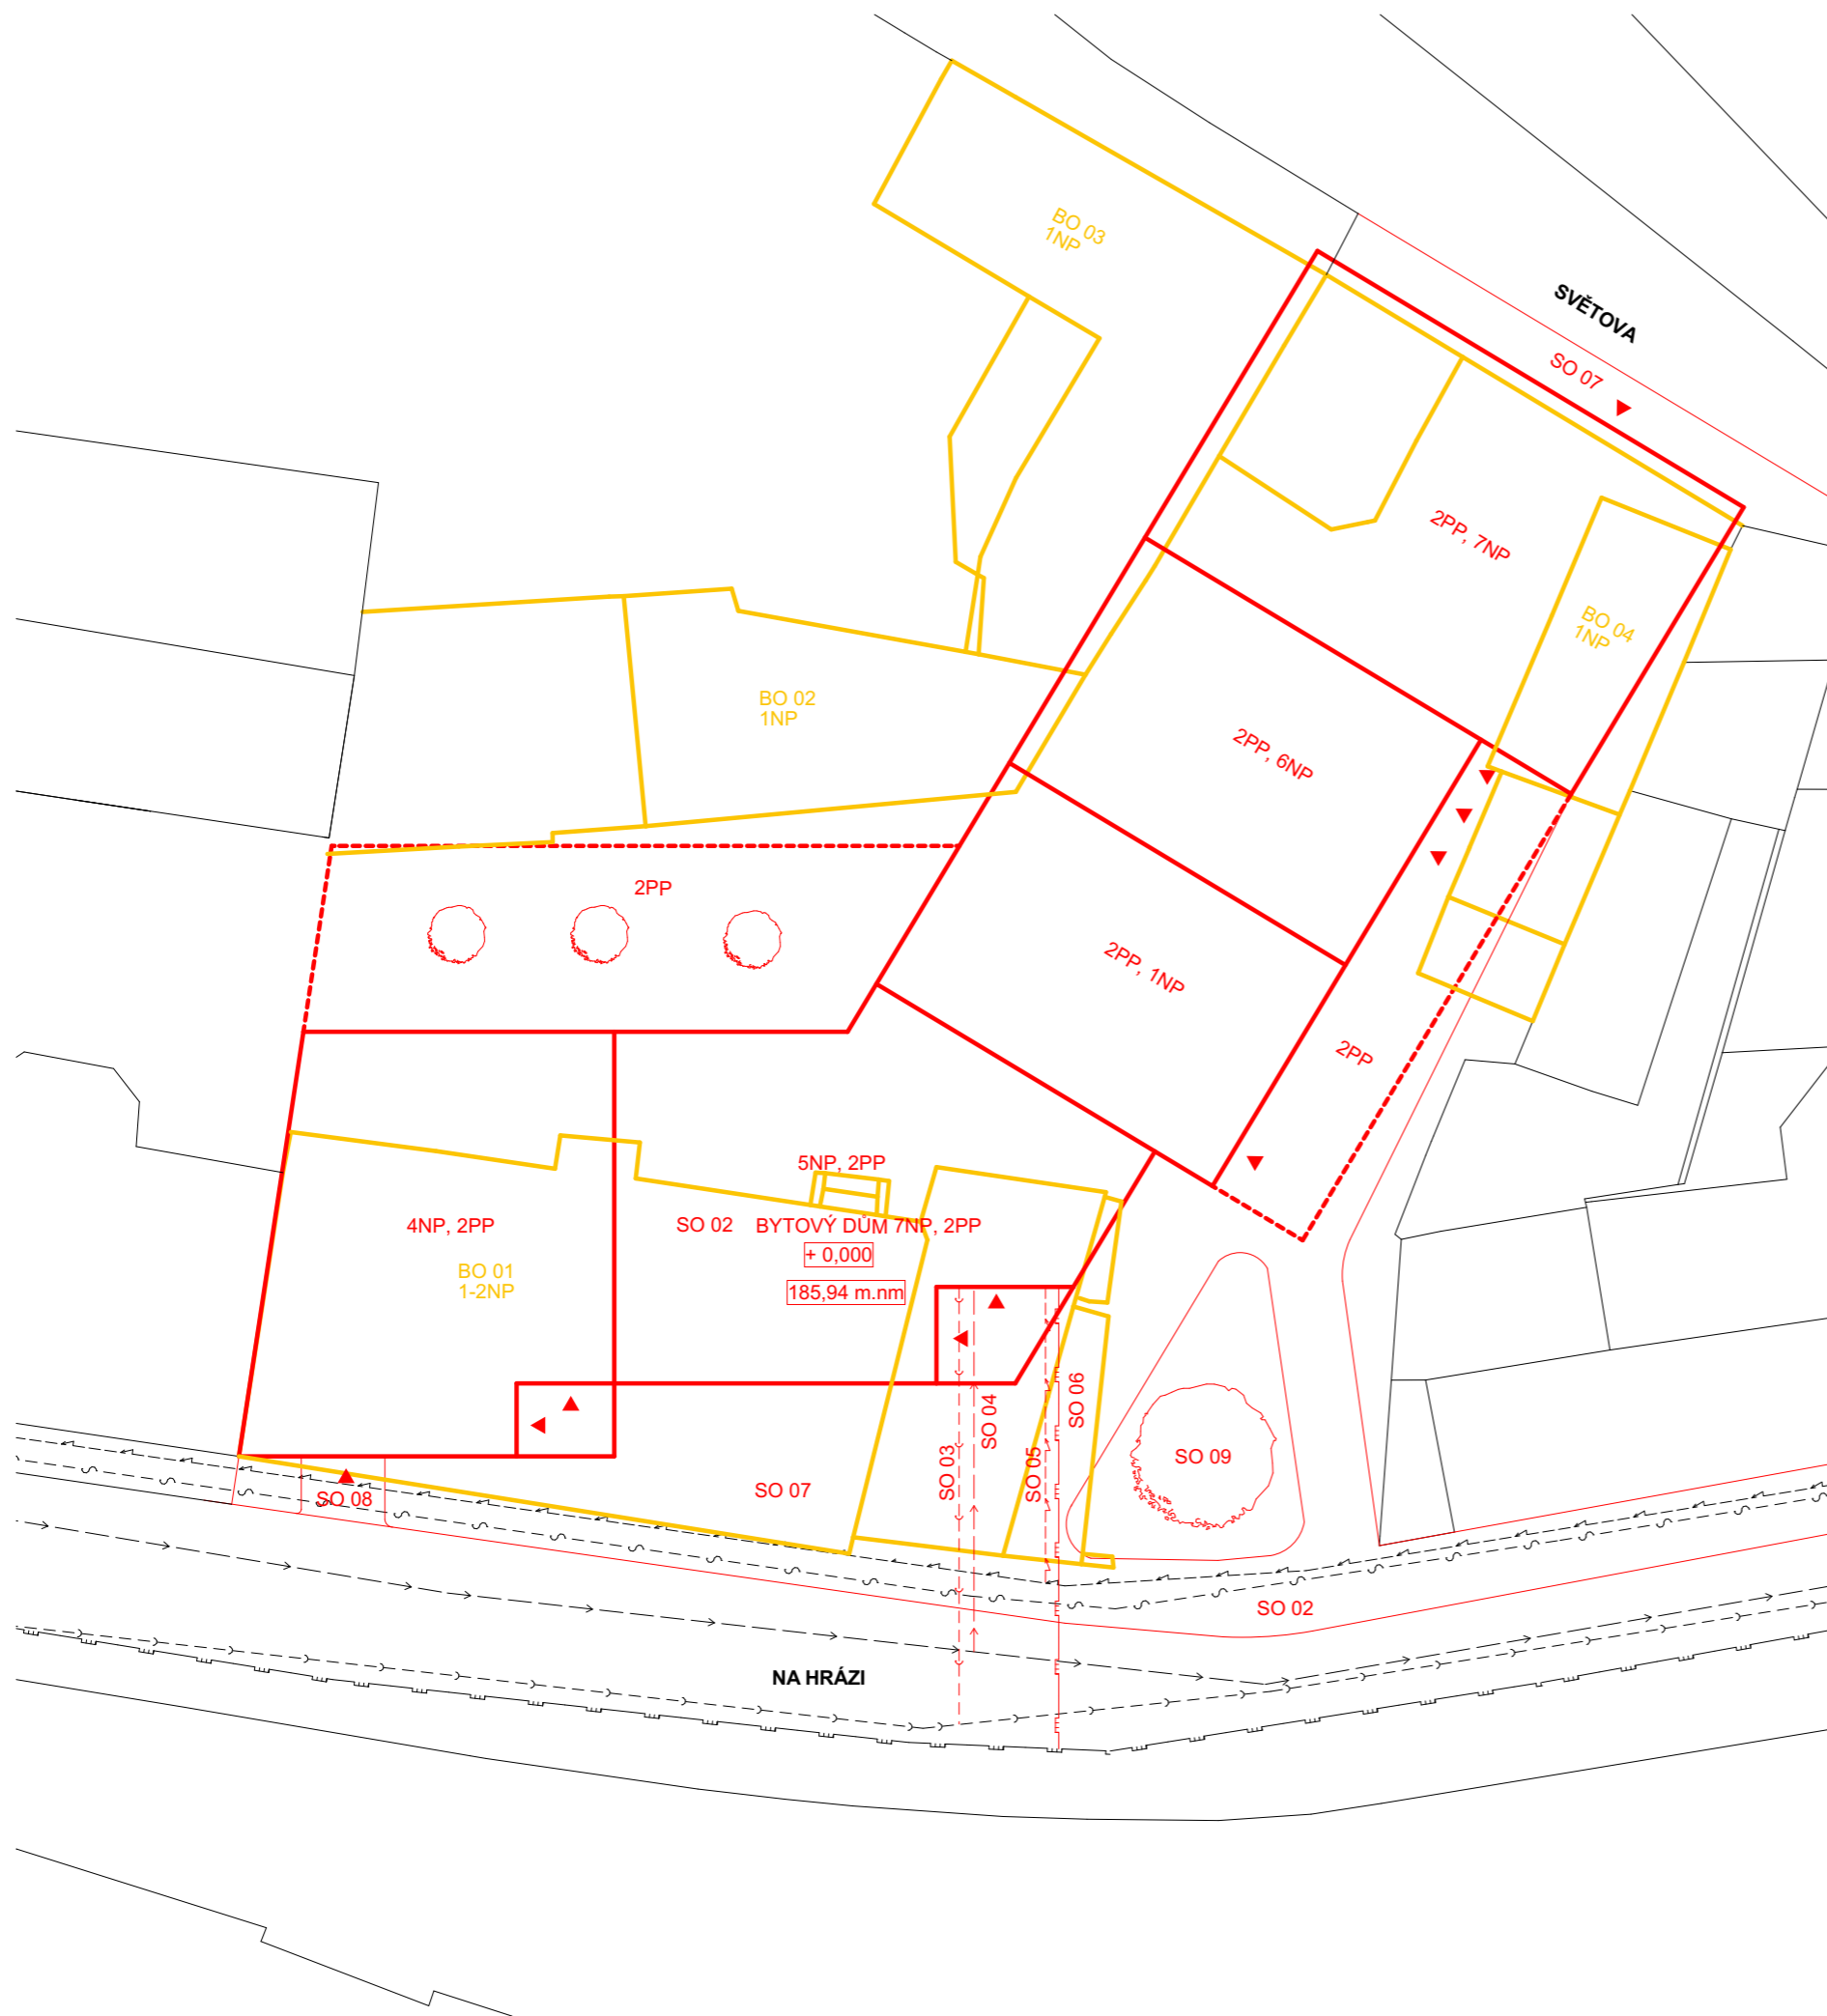 BO 03
1NP
SVĚTOVA
SO 07
2PP, 7NP
BO 04
1NP
BO 02
1NP
2PP, 6NP
2PP
2PP, 1NP
2PP
5NP, 2PP
4NP, 2PP
SO 02
BYTOVÝ DŮM 7NP, 2PP
+ 0,000
BO 01
1-2NP
185,94 m.nm
SO 06
SO 04
SO 03
SO 05
SO 09
SO 07
SO 08
SO 02
NA HRÁZI